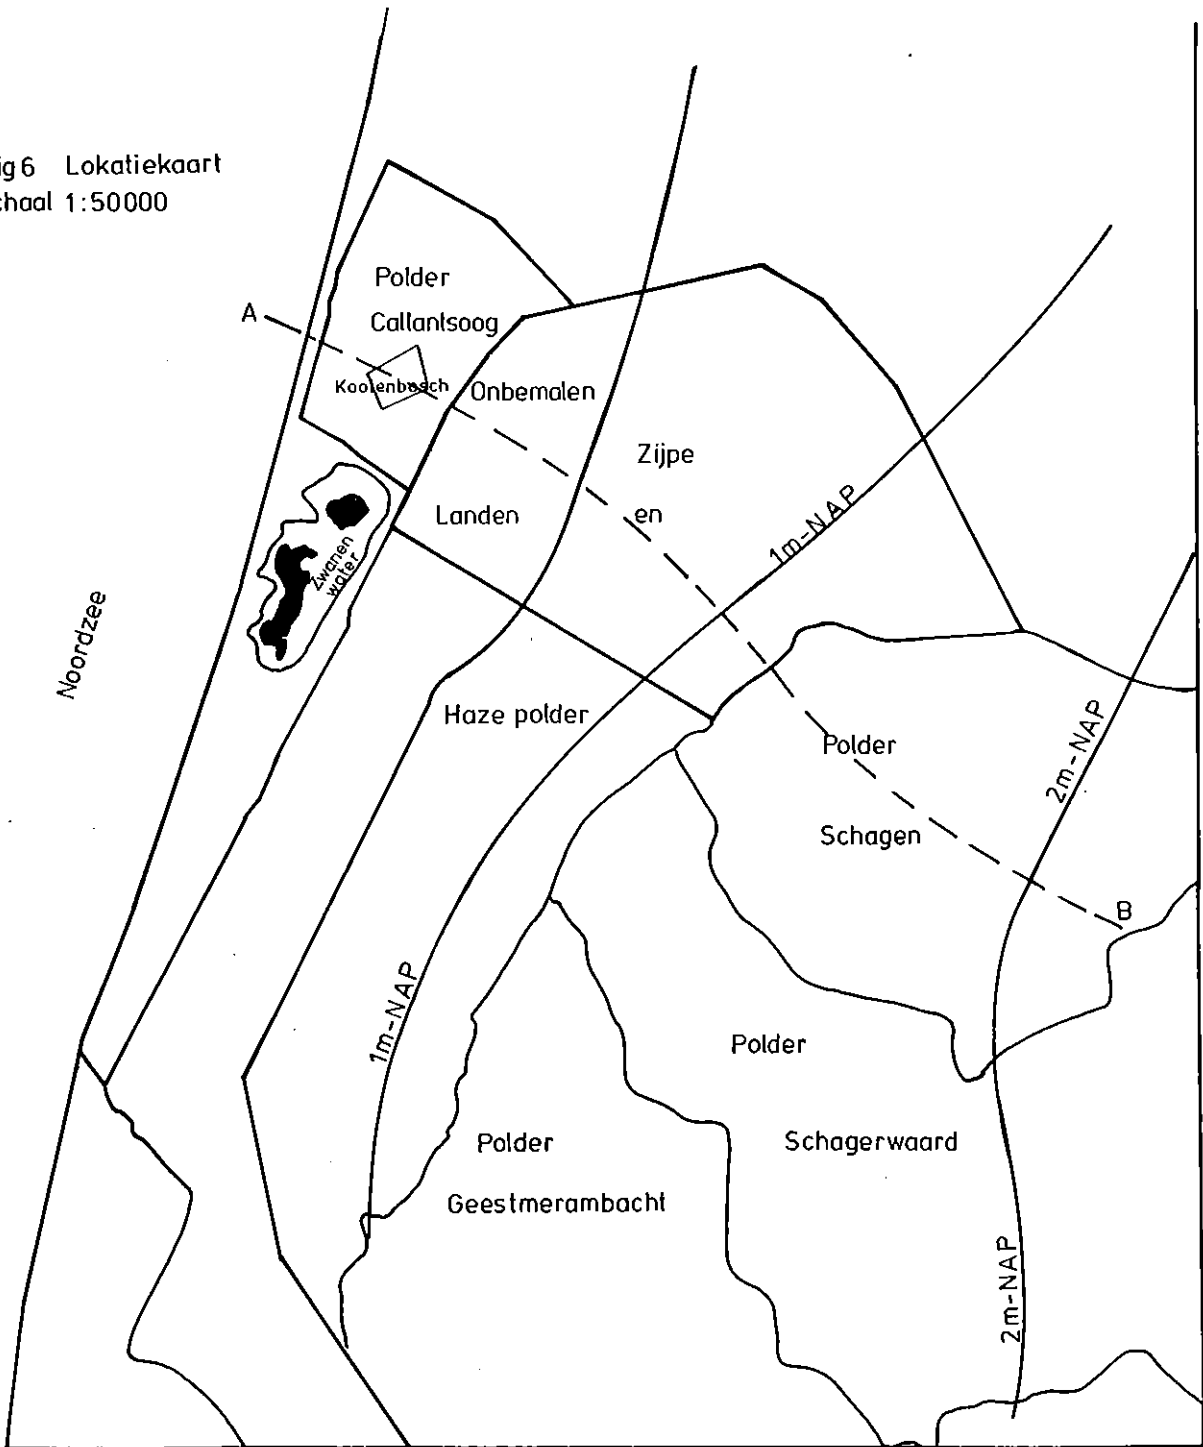 ig 6 Lokatiekaart
chaal 1:50000
Polder
A
Callantsoog
Kooienbosch
Onbemalen
Zijpe
Landen
en
1m-NAP
Zwanen
water
Noordzee
Haze polder
Polder
2m-NAP
Schagen
B
1m-NAP
Polder
Polder
Schagerwaard
Geestmerambacht
2m-NAP